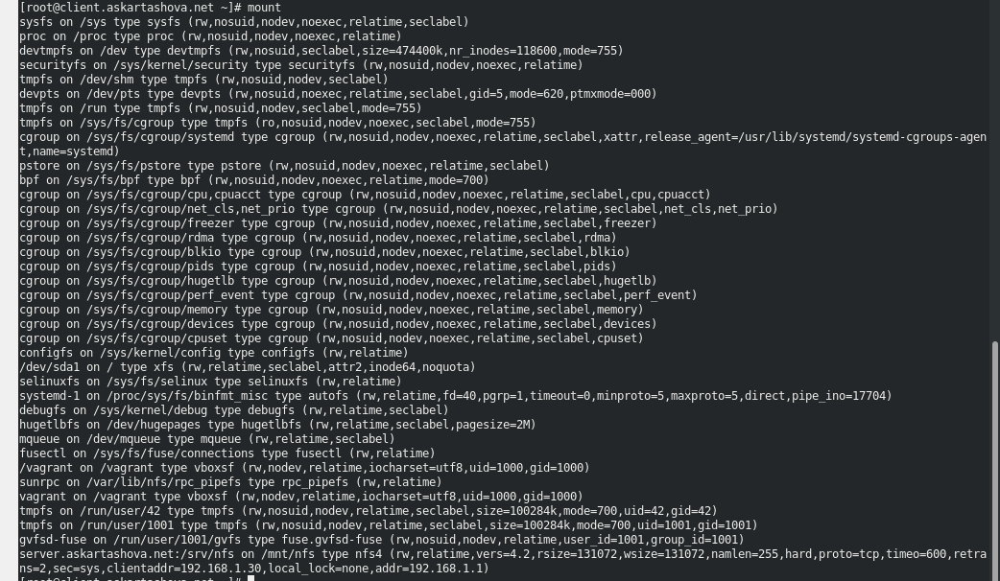 [root@client.askartashova.net ~]# mount
sysfs on /sys type sysfs (rw,nosuid,nodev,noexec,relatime,seclabel)
proc on /proc type proc (rw,nosuid,nodev,noexec,relatime)
devtmpfs on /dev type devtmpfs (rw,nosuid,seclabel,size=474400k,nr_inodes=118600,mode=755)
securityfs on /sys/kernel/security type securityfs (rw,nosuid,nodev,noexec,relatime)
tmpfs on /dev/shm type tmpfs (rw,nosuid,nodev,seclabel)
devpts on /dev/pts type devpts (rw,nosuid,noexec,relatime,seclabel,gid=5,mode=620,ptmxmode=000)
tmpfs on /run type tmpfs (rw,nosuid,nodev,seclabel,mode=755)
tmpfs on /sys/fs/cgroup type tmpfs (ro,nosuid,nodev,noexec,seclabel,mode=755)
cgroup on /sys/fs/cgroup/systemd type cgroup (rw,nosuid,nodev,noexec,relatime,seclabel,xattr,release_agent=/usr/lib/systemd/systemd-cgroups-agen
t,name=systemd)
pstore on /sys/fs/pstore type pstore (rw,nosuid,nodev,noexec,relatime,seclabel)
bpf on /sys/fs/bpf type bpf (rw,nosuid,nodev,noexec,relatime,mode=700)
cgroup on /sys/fs/cgroup/cpu,cpuacct type cgroup (rw,nosuid,nodev,noexec,relatime,seclabel,cpu,cpuacct)
cgroup on /sys/fs/cgroup/net_cls,net_prio type cgroup (rw,nosuid,nodev,noexec,relatime,seclabel,net_cls,net_prio)
cgroup on /sys/fs/cgroup/freezer type cgroup (rw,nosuid,nodev,noexec,relatime,seclabel,freezer)
cgroup on /sys/fs/cgroup/rdma type cgroup (rw,nosuid,nodev,noexec,relatime,seclabel,rdma)
cgroup on /sys/fs/cgroup/blkio type cgroup (rw,nosuid,nodev,noexec,relatime,seclabel,blkio)
cgroup on /sys/fs/cgroup/pids type cgroup (rw,nosuid,nodev,noexec,relatime,seclabel,pids)
cgroup on /sys/fs/cgroup/hugetlb type cgroup (rw,nosuid,nodev,noexec,relatime,seclabel,hugetlb)
cgroup on /sys/fs/cgroup/perf_event type cgroup (rw,nosuid,nodev,noexec,relatime,seclabel,perf_event)
cgroup on /sys/fs/cgroup/memory type cgroup (rw,nosuid,nodev,noexec,relatime,seclabel,memory)
cgroup on /sys/fs/cgroup/devices type cgroup (rw,nosuid,nodev,noexec,relatime,seclabel,devices)
cgroup on /sys/fs/cgroup/cpuset type cgroup (rw,nosuid,nodev,noexec,relatime,seclabel,cpuset)
configfs on /sys/kernel/config type configfs (rw,relatime)
/dev/sda1 on / type xfs (rw,relatime,seclabel,attr2,inode64,noquota)
selinuxfs on /sys/fs/selinux type selinuxfs (rw,relatime)
systemd-1 on /proc/sys/fs/binfmt_misc type autofs (rw,relatime,fd=40,pgrp=1,timeout=0,minproto=5,maxproto=5,direct,pipe_ino=17704)
debugfs on /sys/kernel/debug type debugfs (rw,relatime,seclabel)
hugetlbfs on /dev/hugepages type hugetlbfs (rw,relatime,seclabel,pagesize=2M)
mqueue on /dev/mqueue type mqueue (rw,relatime,seclabel)
fusectl on /sys/fs/fuse/connections type fusectl (rw,relatime)
/vagrant on /vagrant type vboxsf (rw,nodev,relatime,iocharset=utf8,uid=1000,gid=1000)
sunrpc on /var/lib/nfs/rpc_pipefs type rpc_pipefs (rw,relatime)
vagrant on /vagrant type vboxsf (rw,nodev,relatime,iocharset=utf8,uid=1000,gid=1000)
tmpfs on /run/user/42 type tmpfs (rw,nosuid,nodev,relatime,seclabel,size=100284k,mode=700,uid=42,gid=42)
tmpfs on /run/user/1001 type tmpfs (rw,nosuid,nodev,relatime,seclabel,size=100284k,mode=700,uid=1001,gid=1001)
gvfsd-fuse on /run/user/1001/gvfs type fuse.gvfsd-fuse (rw,nosuid,nodev,relatime,user_id=1001,group_id=1001)
server.askartashova.net:/srv/nfs on /mnt/nfs type nfs4 (rw,relatime,vers=4.2,rsize=131072,wsize=131072,namlen=255,hard,proto=tcp,timeo=600,retra
ns=2,sec=sys,clientaddr=192.168.1.30,local_lock=none,addr=192.168.1.1)
[root@client.askartashova.net ~]#